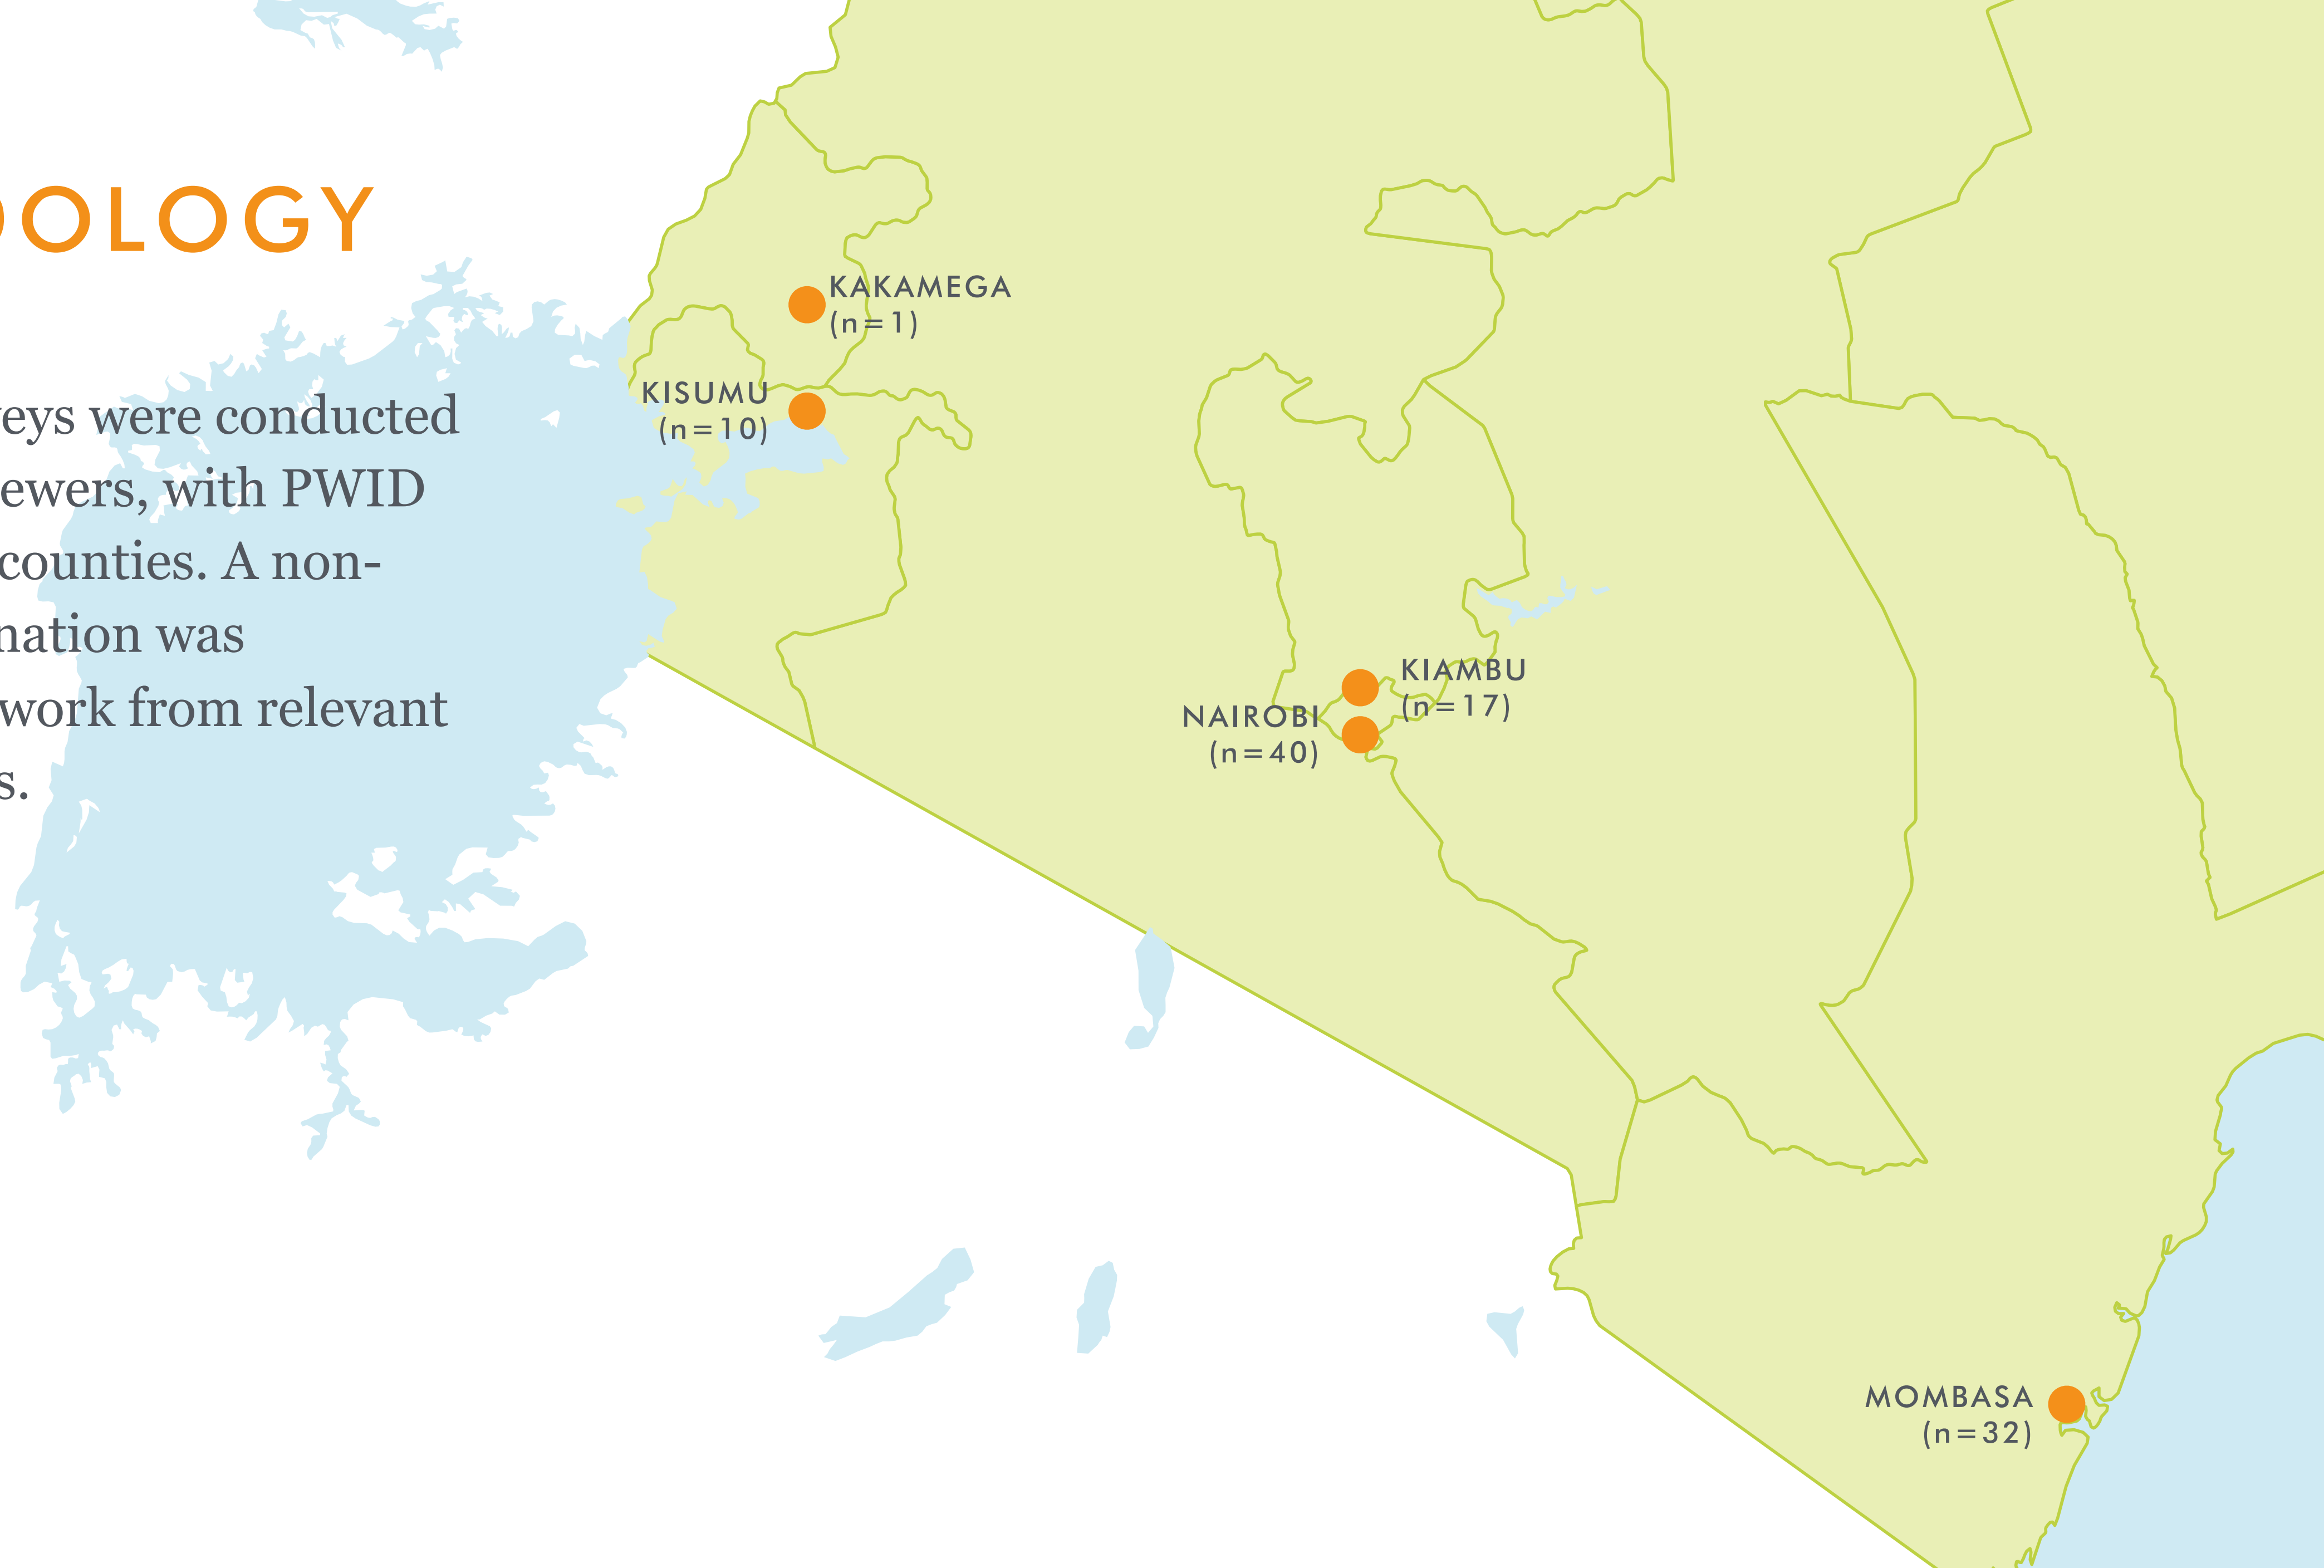 OLOGY
eys were conducted
ewers, with PWID
counties. A non-
nation was
work from relevant
s.
KAKAMEGA
(n=1)
KISUMU
(n=10)
KIAMBU
(n=17)
NAIROBI
(n=40)
MOMBASA
(n=32)